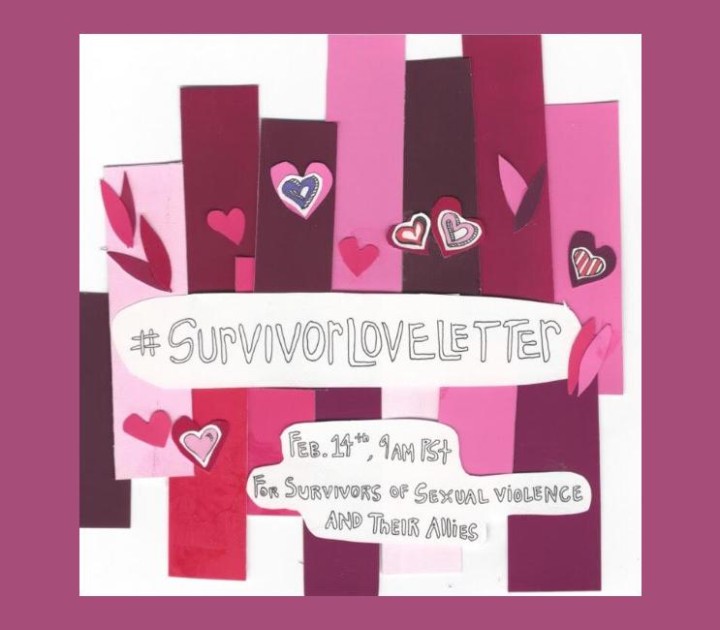 #SurvivorLoveLetter
Feb. 14th, 9AM PST
For Survivors of Sexual Violence
AND Their Allies